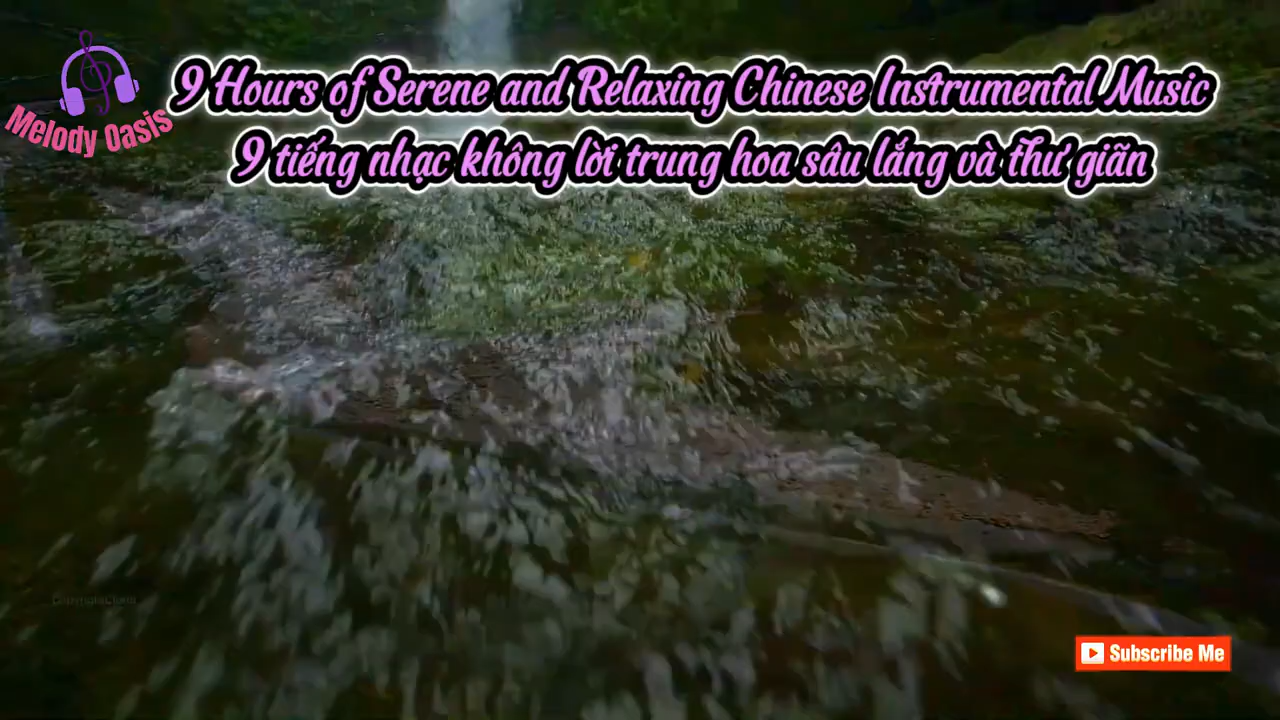 Melody Oasis
9 Hours of Serene and Relaxing Chinese Instrumental Music
9 tiếng nhạc không lời trung hoa sâu lắng và thư giãn
Subscribe Me